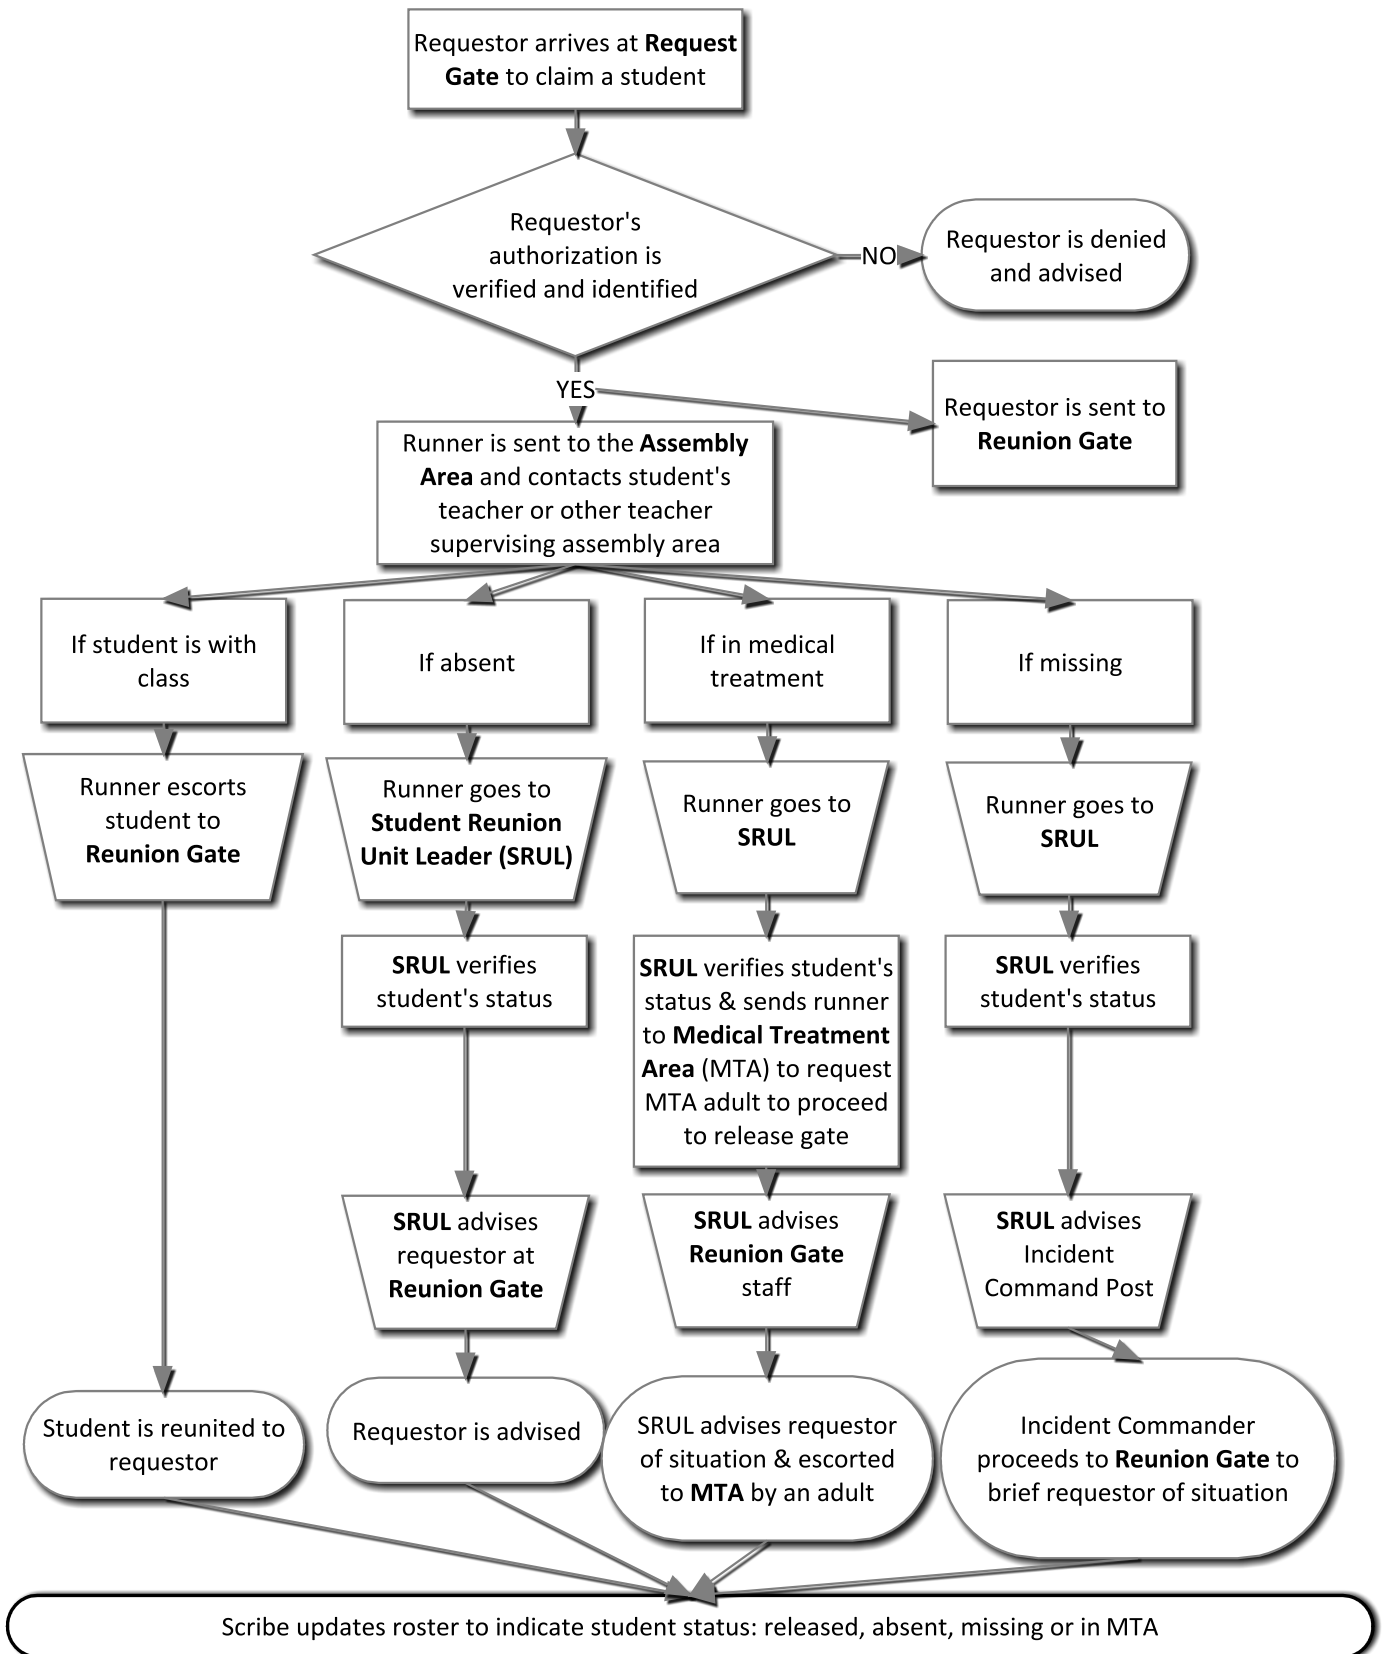 Requestor arrives at Request
Gate to claim a student
Requestor's
authorization is
verified and identified
NO
Requestor is denied
and advised
YES
Requestor is sent to
Reunion Gate
Runner is sent to the Assembly
Area and contacts student's
teacher or other teacher
supervising assembly area
If student is with
class
If absent
If in medical
treatment
If missing
Runner escorts
student to
Reunion Gate
Runner goes to
Student Reunion
Unit Leader (SRUL)
Runner goes to
SRUL
Runner goes to
SRUL
SRUL verifies
student's status
SRUL verifies student's
status & sends runner
to Medical Treatment
Area (MTA) to request
MTA adult to proceed
to release gate
SRUL verifies
student's status
SRUL advises
requestor at
Reunion Gate
SRUL advises
Reunion Gate
staff
SRUL advises
Incident
Command Post
Student is reunited to
requestor
Requestor is advised
SRUL advises requestor
of situation & escorted
to MTA by an adult
Incident Commander
proceeds to Reunion Gate to
brief requestor of situation
Scribe updates roster to indicate student status: released, absent, missing or in MTA